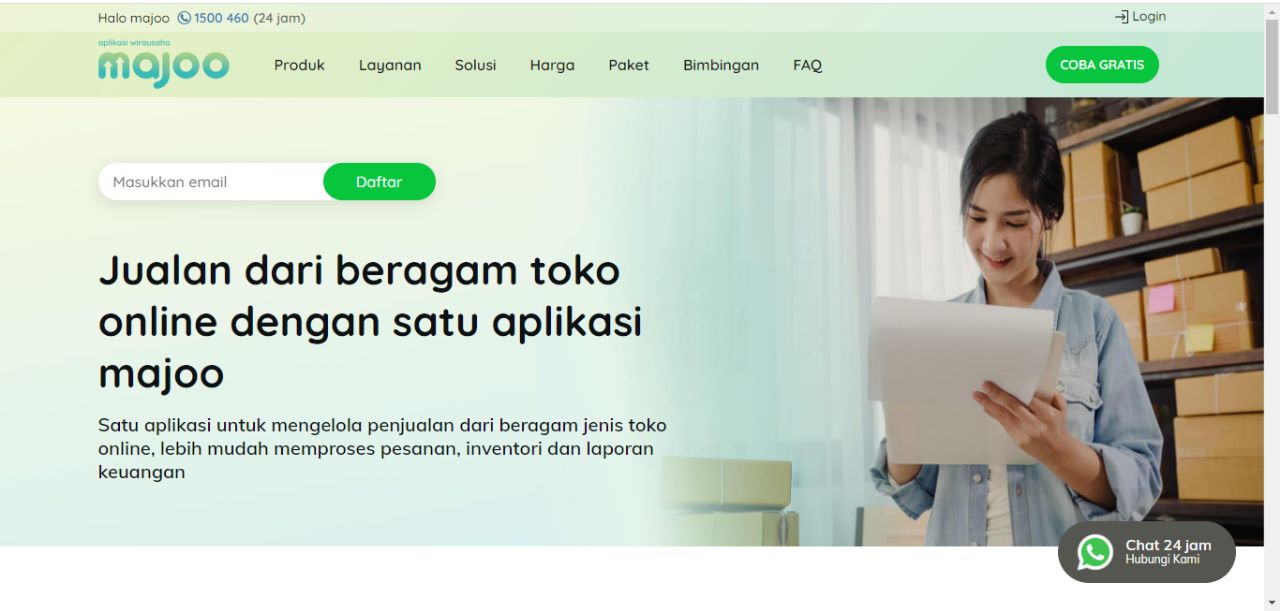 Halo majoo 1500 460 (24 jam)
Login
aplikasi wirausaha
majoo
Produk Layanan Solusi Harga Paket Bimbingan FAQ
COBA GRATIS
Masukkan email
Daftar
Jualan dari beragam toko
online dengan satu aplikasi
majoo
Satu aplikasi untuk mengelola penjualan dari beragam jenis toko
online, lebih mudah memproses pesanan, inventori dan laporan
keuangan
Chat 24 jam
Hubungi Kami